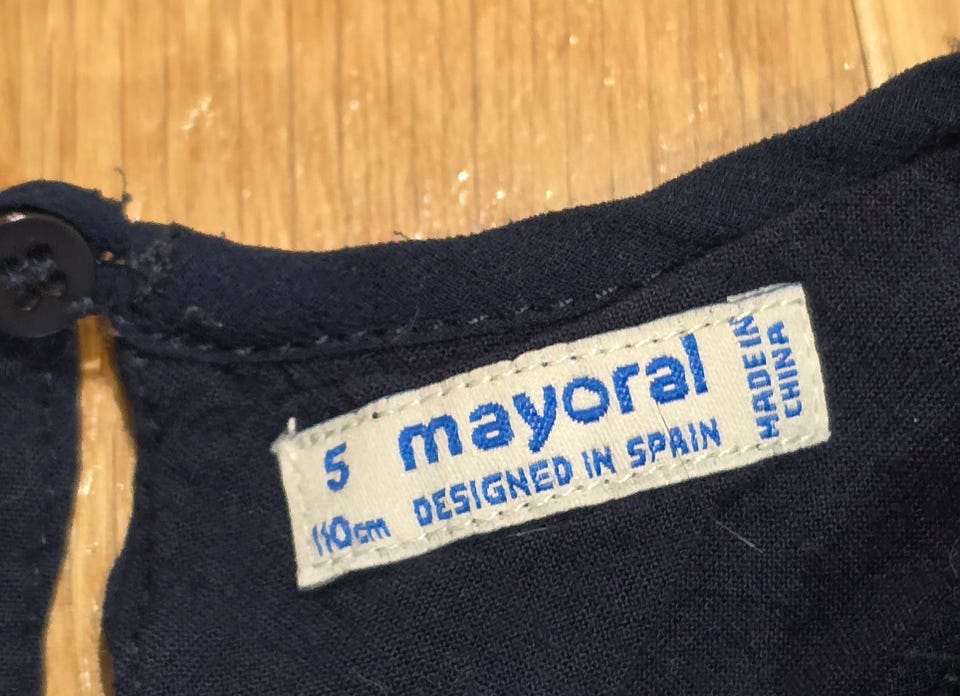 5
110cm
mayoral
DESIGNED IN SPAIN
MADE IN
CHINA